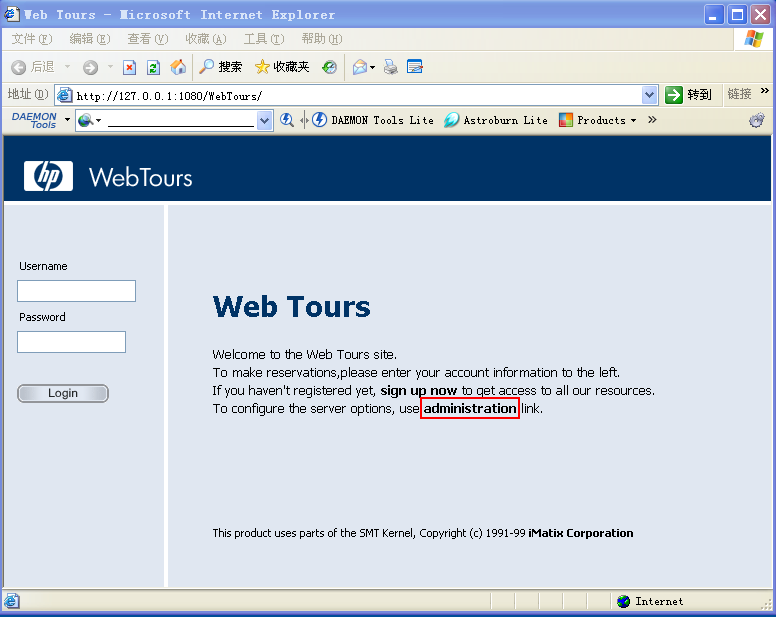 Web Tours - Microsoft Internet Explorer
文件(F) 编辑(E) 查看(V) 收藏(A) 工具(T) 帮助(H)
后退 搜索 收藏夹
地址(D) http://127.0.0.1:1080/WebTours/ 转到 链接 »
DAEMON Tools DAEMON Tools Lite Astroburn Lite Products »
hp WebTours
Username
Password
Login
Web Tours
Welcome to the Web Tours site.
To make reservations,please enter your account information to the left.
If you haven't registered yet, sign up now to get access to all our resources.
To configure the server options, use administration link.
This product uses parts of the SMT Kernel, Copyright (c) 1991-99 iMatix Corporation
Internet